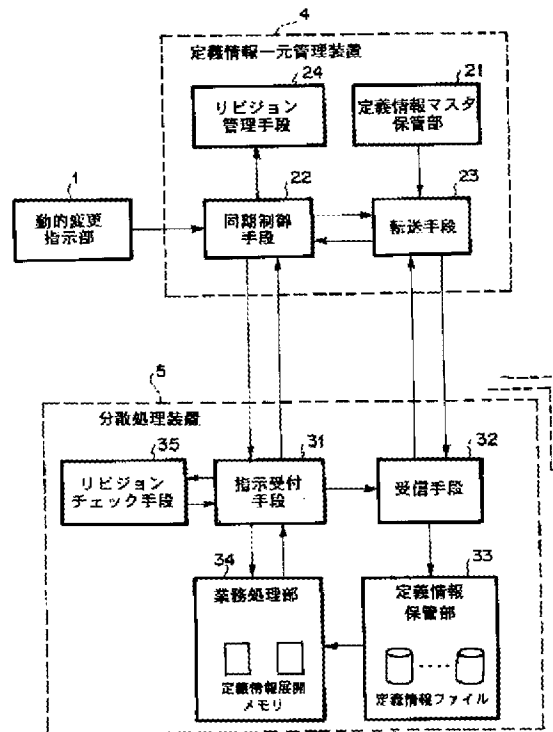 4
定義情報一元管理装置
24
21
リビジョン
管理手段
定義情報マスタ
保管部
1
22
23
動的変更
指示部
同期制御
手段
転送手段
5
分散処理装置
35
31
32
リビジョン
チェック手段
指示受付
手段
受信手段
34
33
業務処理部
定義情報
保管部
定義情報展開
メモリ
定義情報ファイル